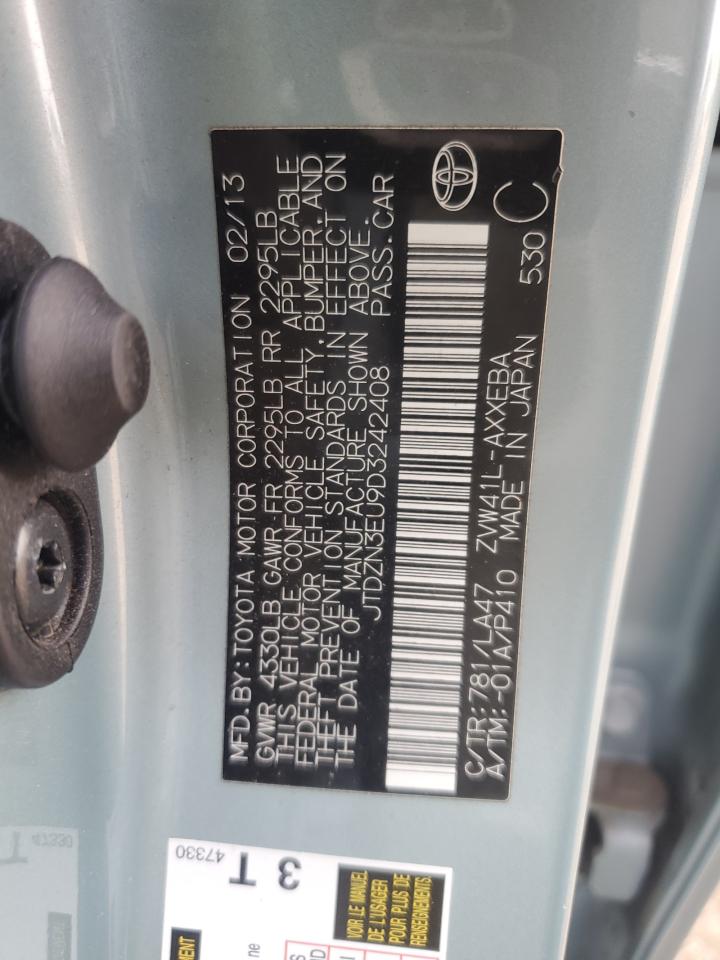 MFD. BY: TOYOTA MOTOR CORPORATION 02/13
GVWR 4330LB GAWR FR 2295LB RR 2295LB
THIS VEHICLE CONFORMS TO ALL APPLICABLE
FEDERAL MOTOR VEHICLE SAFETY, BUMPER, AND
THEFT PREVENTION STANDARDS IN EFFECT ON
THE DATE OF MANUFACTURE SHOWN ABOVE.
JTDZN3EU9D3242408 PASS. CAR
C/TR: 781/LA47 ZVW41L-AXXEBA 530 C
A/TM: -01A/P410 MADE IN JAPAN
47330
3 T
VOIR LE MANUEL
DE L'USAGER
POUR PLUS DE
RENSEIGNEMENTS.